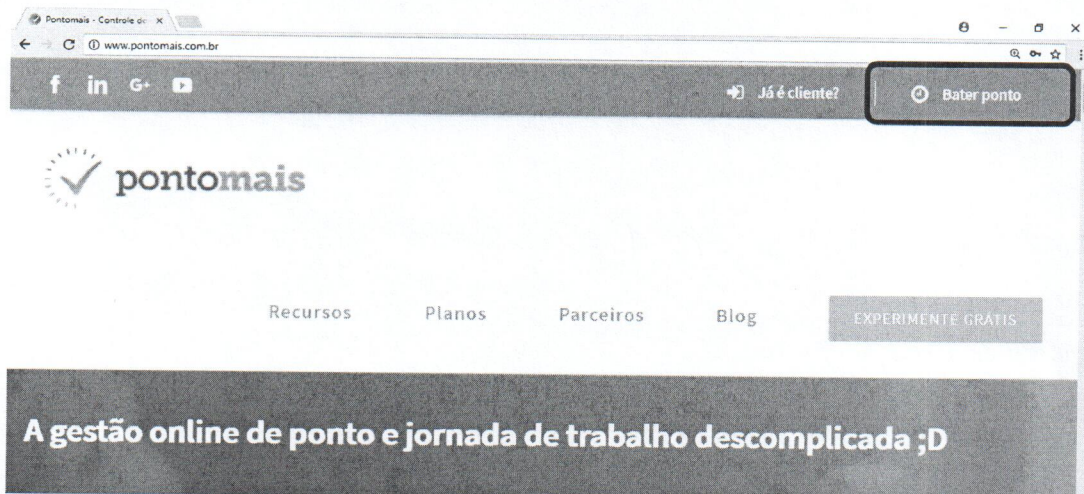 Pontomais - Controle de
www.pontomais.com.br
f in G+ Já é cliente? Bater ponto
pontomais
Recursos Planos Parceiros Blog EXPERIMENTE GRÁTIS
A gestão online de ponto e jornada de trabalho descomplicada ;D